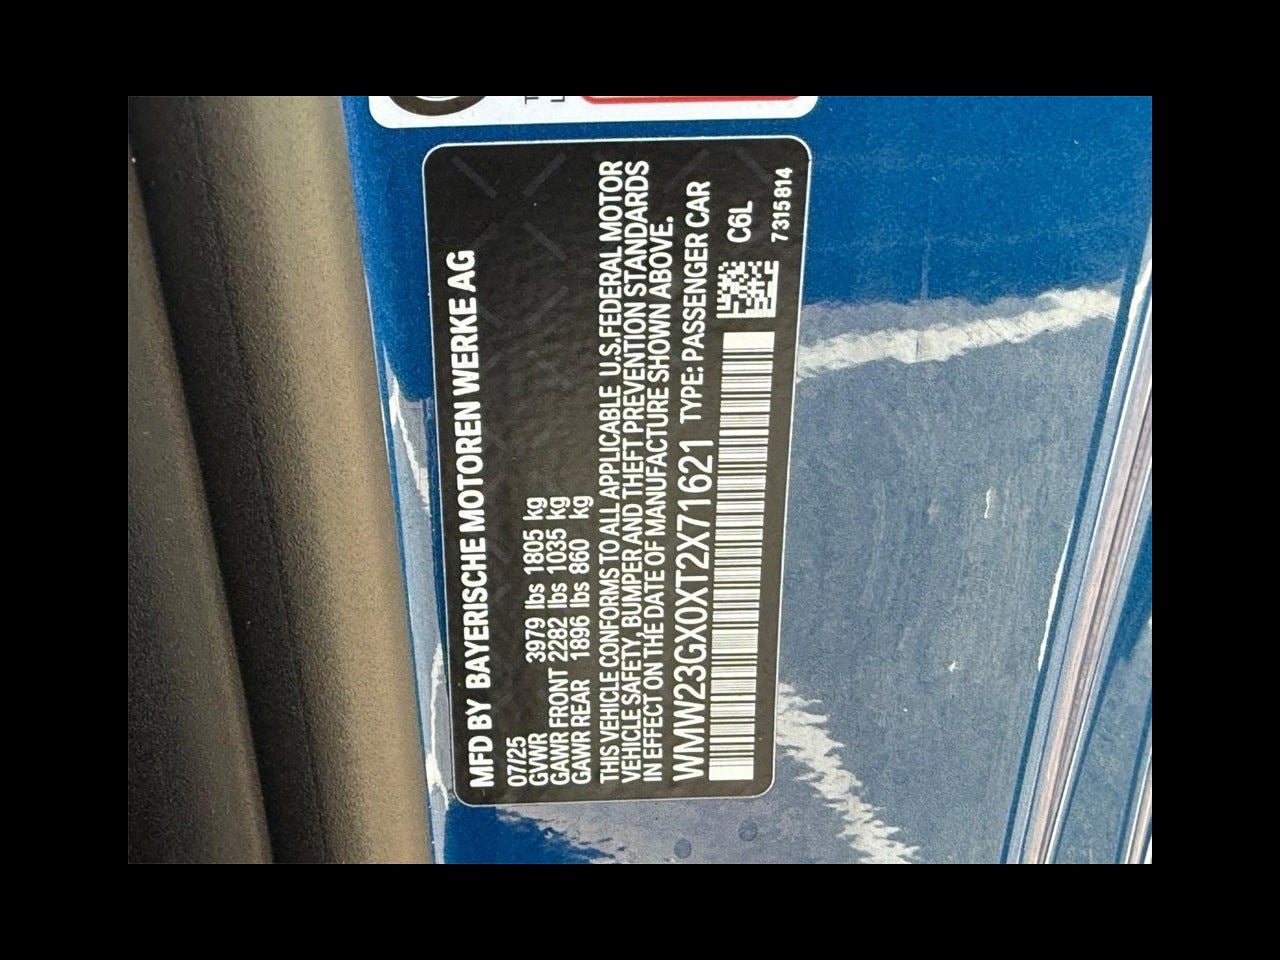 MFD BY BAYERISCHE MOTOREN WERKE AG
07/25
GVWR 3979 lbs 1805 kg
GAWR FRONT 2282 lbs 1035 kg
GAWR REAR 1896 lbs 860 kg
THIS VEHICLE CONFORMS TO ALL APPLICABLE U.S.FEDERAL MOTOR
VEHICLE SAFETY, BUMPER AND THEFT PREVENTION STANDARDS
IN EFFECT ON THE DATE OF MANUFACTURE SHOWN ABOVE.
WMW23GX0XT2X71621 TYPE: PASSENGER CAR
C6L
7315814